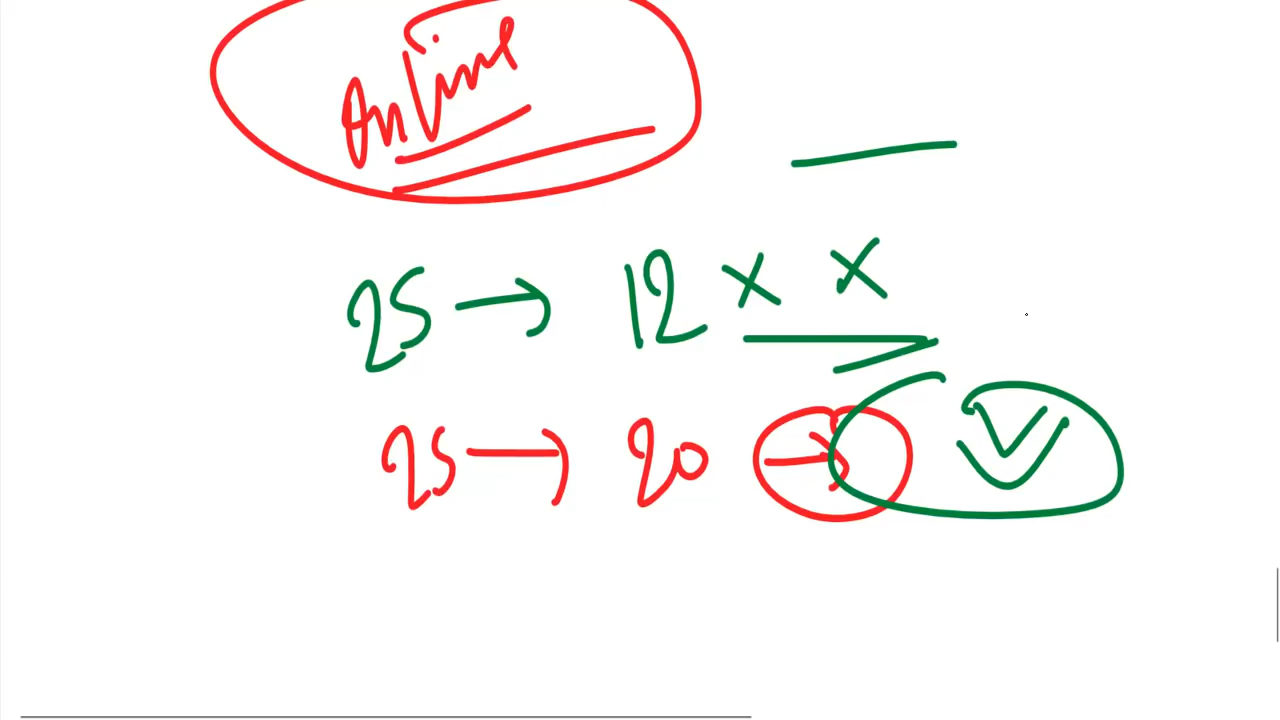 Online
25 → 12 × ×
25 → 20 →